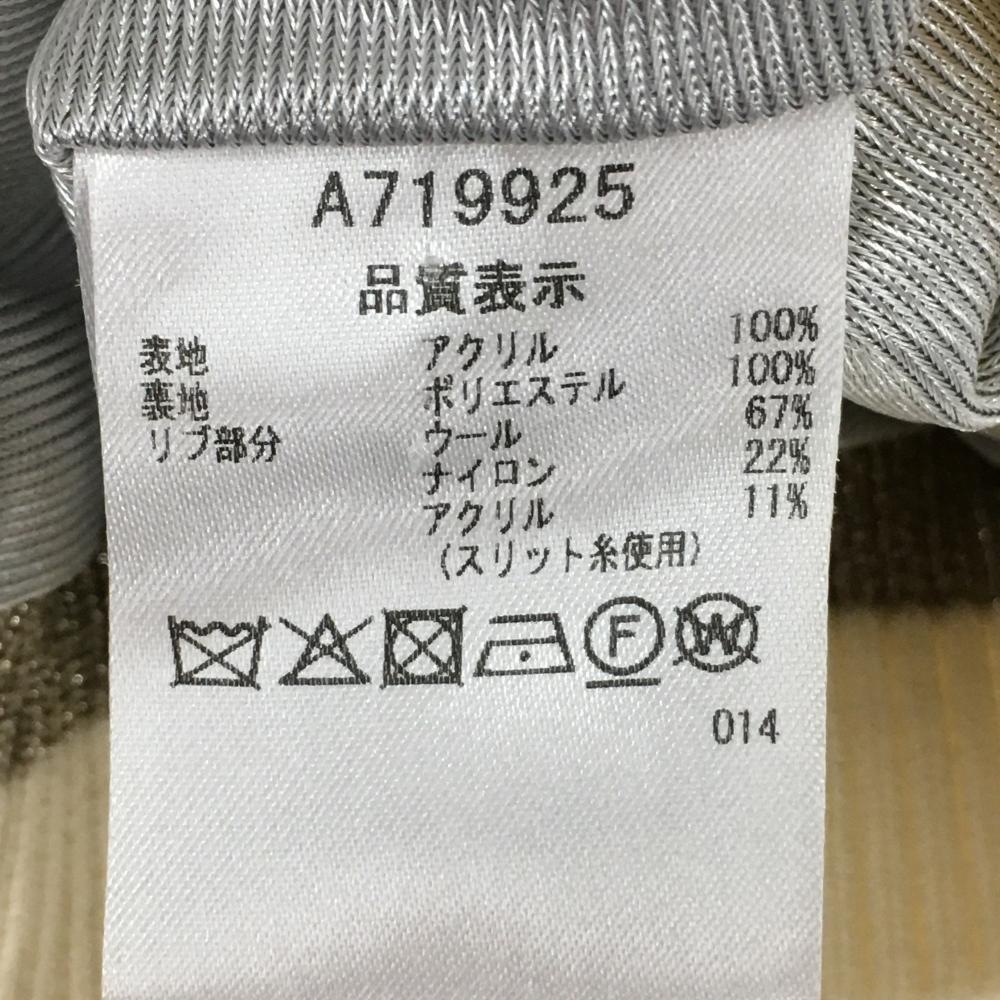 A719925
品質表示
表地 アクリル 100%
裏地 ポリエステル 100%
リブ部分 ウール 67%
ナイロン 22%
アクリル 11%
(スリット糸使用)
F W
014